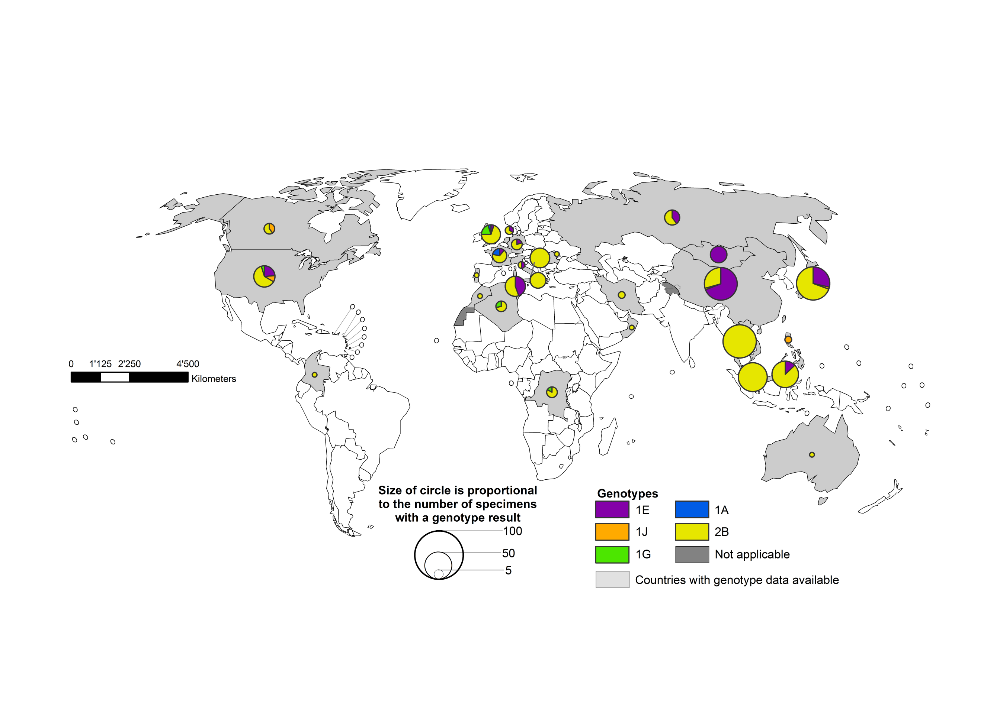 0 1'125 2'250 4'500
Kilometers
Size of circle is proportional
to the number of specimens
with a genotype result
100
50
5
Genotypes
1E 1A
1J 2B
1G Not applicable
Countries with genotype data available